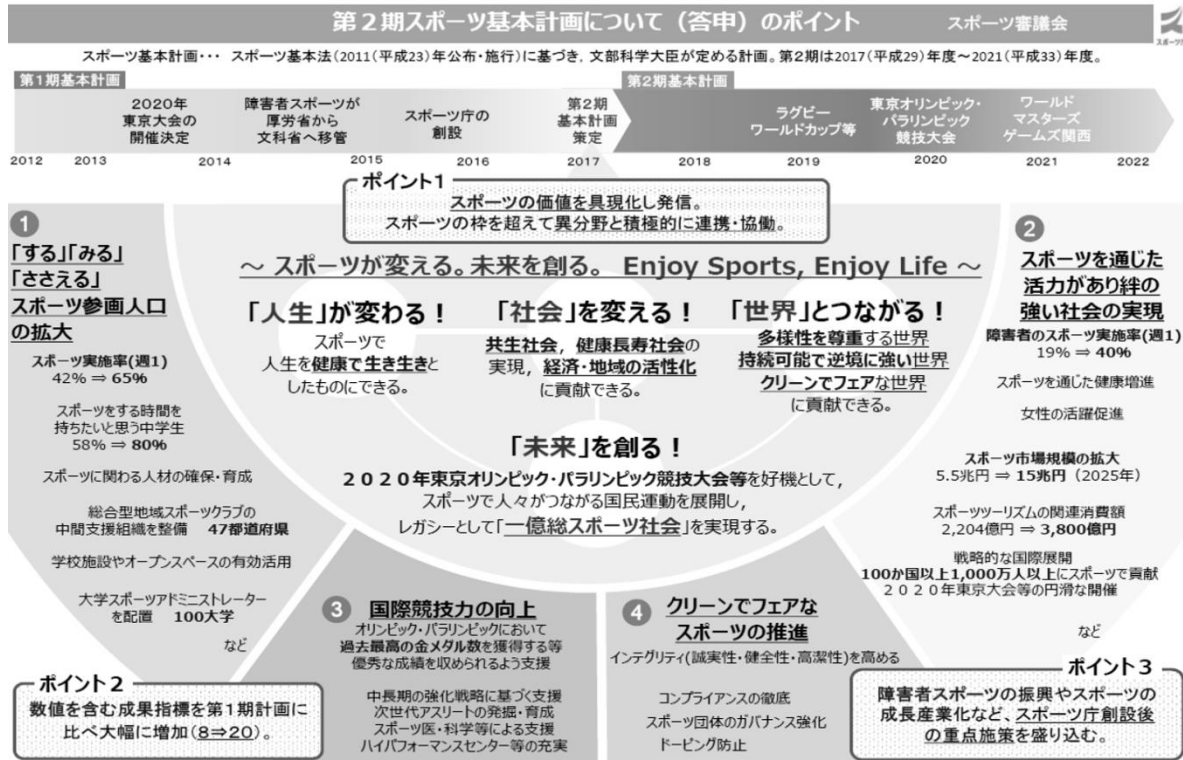 第2期スポーツ基本計画について（答申）のポイント
スポーツ審議会
スポーツ基本計画･･･ スポーツ基本法(2011(平成23)年公布･施行)に基づき，文部科学大臣が定める計画。第2期は2017(平成29)年度～2021(平成33)年度。
第1期基本計画
第2期基本計画
2020年
東京大会の
開催決定
障害者スポーツが
厚労省から
文科省へ移管
スポーツ庁の
創設
第2期
基本計画
策定
ラグビー
ワールドカップ等
東京オリンピック・
パラリンピック
競技大会
ワールド
マスターズ
ゲームズ関西
2012 2013 2014 2015 2016 2017 2018 2019 2020 2021 2022
ポイント1
スポーツの価値を具現化し発信。
スポーツの枠を超えて異分野と積極的に連携・協働。
1
「する」「みる」
「ささえる」
スポーツ参画人口
の拡大
スポーツ実施率(週1)
42% ⇒ 65%
スポーツをする時間を
持ちたいと思う中学生
58% ⇒ 80%
スポーツに関わる人材の確保・育成
総合型地域スポーツクラブの
中間支援組織を整備 47都道府県
学校施設やオープンスペースの有効活用
大学スポーツアドミニストレーター
を配置 100大学
など
～ スポーツが変える。未来を創る。 Enjoy Sports, Enjoy Life ～
「人生」が変わる！
スポーツで
人生を健康で生き生きと
したものにできる。
「社会」を変える！
共生社会，健康長寿社会の
実現，経済・地域の活性化
に貢献できる。
「世界」とつながる！
多様性を尊重する世界
持続可能で逆境に強い世界
クリーンでフェアな世界
に貢献できる。
「未来」を創る！
２０２０年東京オリンピック・パラリンピック競技大会等を好機として，
スポーツで人々がつながる国民運動を展開し，
レガシーとして「一億総スポーツ社会」を実現する。
2
スポーツを通じた
活力があり絆の
強い社会の実現
障害者のスポーツ実施率(週1)
19% ⇒ 40%
スポーツを通じた健康増進
女性の活躍促進
スポーツ市場規模の拡大
5.5兆円 ⇒ 15兆円（2025年）
スポーツツーリズムの関連消費額
2,204億円 ⇒ 3,800億円
戦略的な国際展開
100か国以上1,000万人以上にスポーツで貢献
２０２０年東京大会等の円滑な開催
など
3
国際競技力の向上
オリンピック・パラリンピックにおいて
過去最高の金メダル数を獲得する等
優秀な成績を収められるよう支援
中長期の強化戦略に基づく支援
次世代アスリートの発掘・育成
スポーツ医・科学等による支援
ハイパフォーマンスセンター等の充実
4
クリーンでフェアな
スポーツの推進
インテグリティ(誠実性・健全性・高潔性)を高める
コンプライアンスの徹底
スポーツ団体のガバナンス強化
ドーピング防止
ポイント2
数値を含む成果指標を第1期計画に
比べ大幅に増加(8⇒20)。
ポイント3
障害者スポーツの振興やスポーツの
成長産業化など、スポーツ庁創設後
の重点施策を盛り込む。